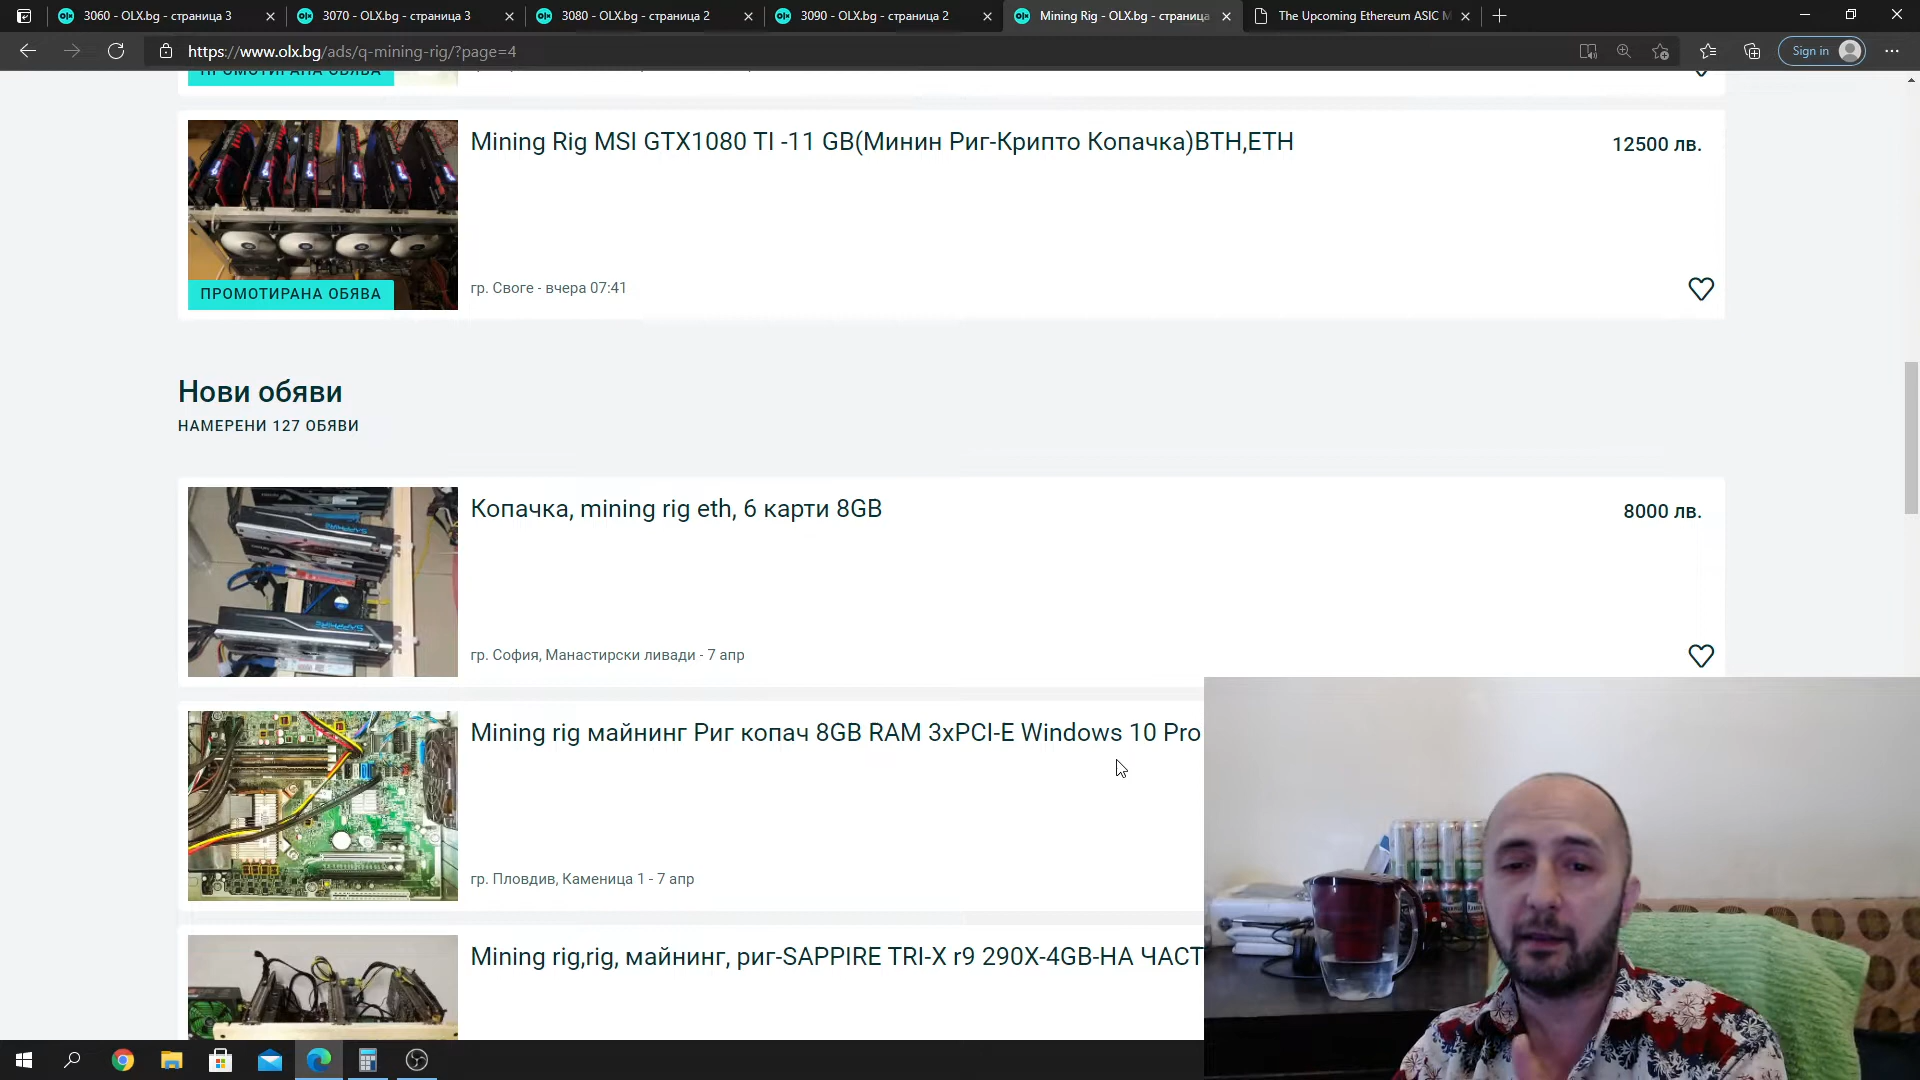 3060 - OLX.bg - страница 3
3070 - OLX.bg - страница 3
3080 - OLX.bg - страница 2
3090 - OLX.bg - страница 2
Mining Rig - OLX.bg - страница
The Upcoming Ethereum ASIC M
https://www.olx.bg/ads/q-mining-rig/?page=4
Sign in
ПРОМОТИРАНА ОБЯВА
Mining Rig MSI GTX1080 TI -11 GB(Минин Риг-Крипто Копачка)BTH,ETH
12500 лв.
ПРОМОТИРАНА ОБЯВА
гр. Своге - вчера 07:41
Нови обяви
НАМЕРЕНИ 127 ОБЯВИ
Копачка, mining rig eth, 6 карти 8GB
8000 лв.
SAPPHIRE
SAPPHIRE
гр. София, Манастирски ливади - 7 апр
Mining rig майнинг Риг копач 8GB RAM 3xPCI-E Windows 10 Pro
гр. Пловдив, Каменица 1 - 7 апр
Mining rig,rig, майнинг, риг-SAPPIRE TRI-X r9 290X-4GB-НА ЧАСТ